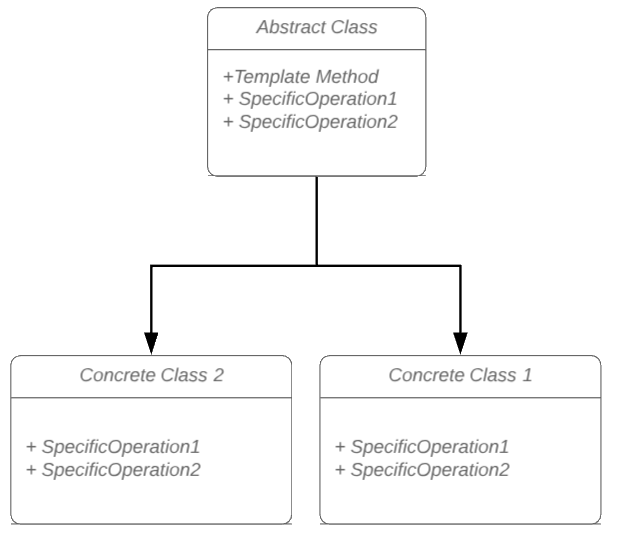 Abstract Class
+Template Method
+ SpecificOperation1
+ SpecificOperation2
Concrete Class 2
+ SpecificOperation1
+ SpecificOperation2
Concrete Class 1
+ SpecificOperation1
+ SpecificOperation2